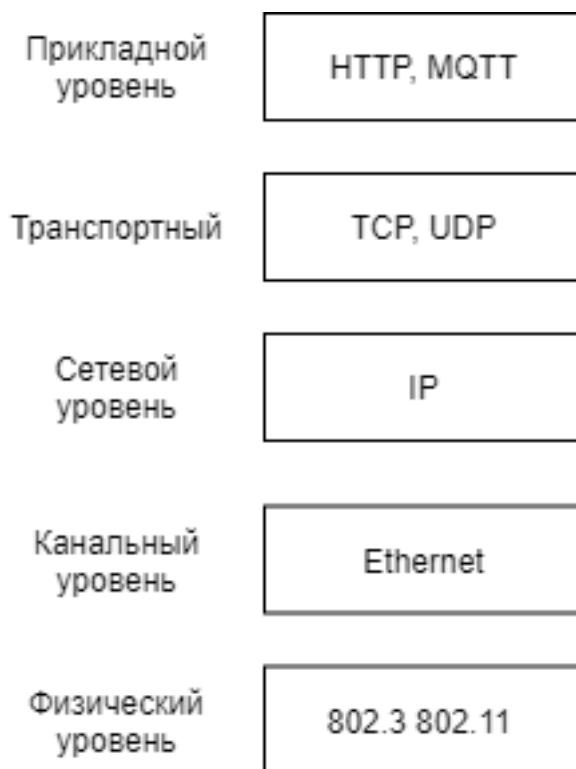 Прикладной
уровень
HTTP, MQTT
Транспортный
TCP, UDP
Сетевой
уровень
IP
Канальный
уровень
Ethernet
Физический
уровень
802.3 802.11